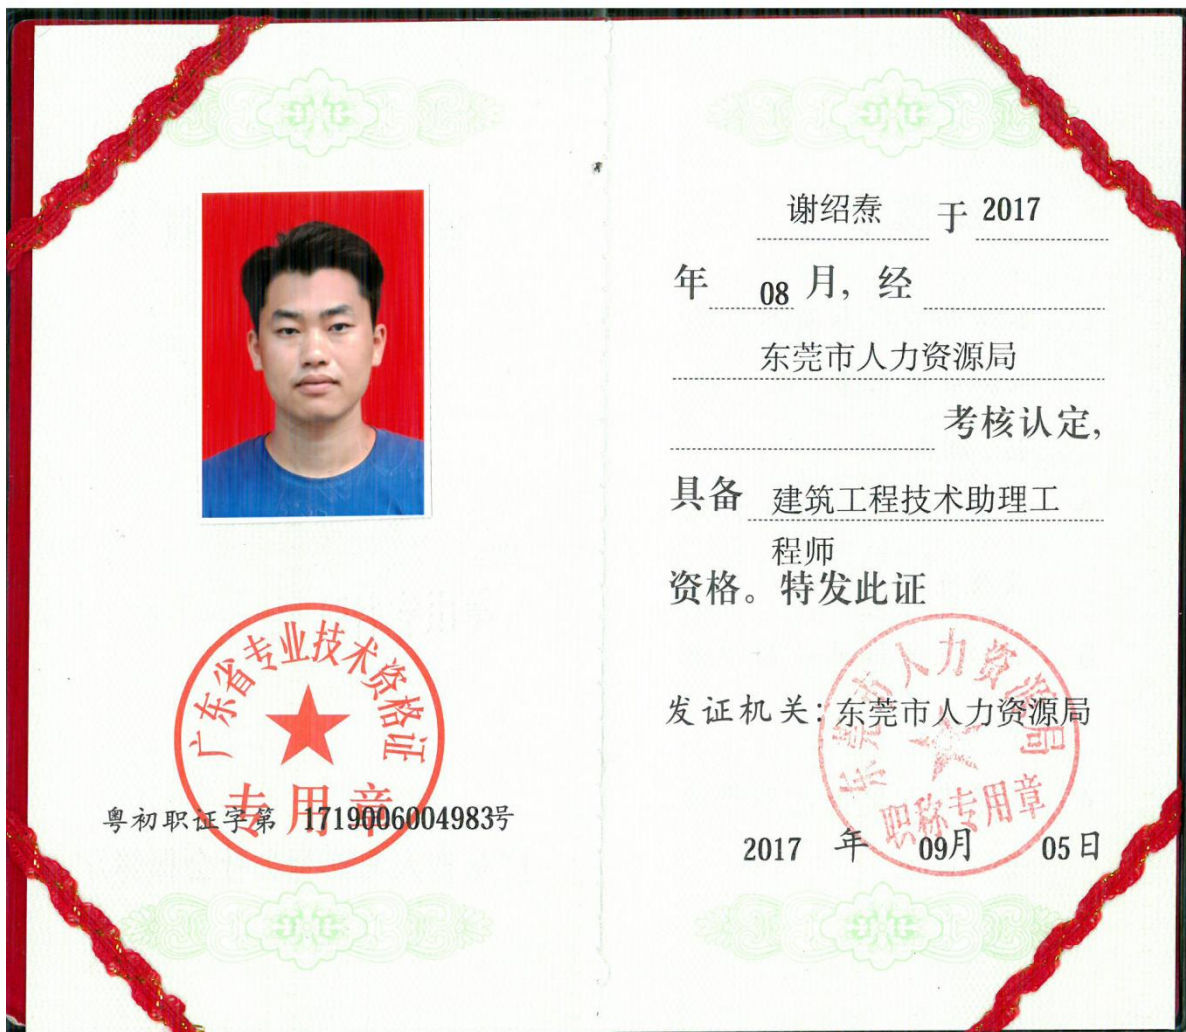 广东省专业技术资格证
专用章
粤初职证字第 1719006004983号
谢绍焘 于 2017
年 08 月，经
东莞市人力资源局
考核认定，
具备 建筑工程技术助理工
程师
资格。特发此证
发证机关：东莞市人力资源局
2017 年 09月 05日
东莞市人力资源局
职称专用章